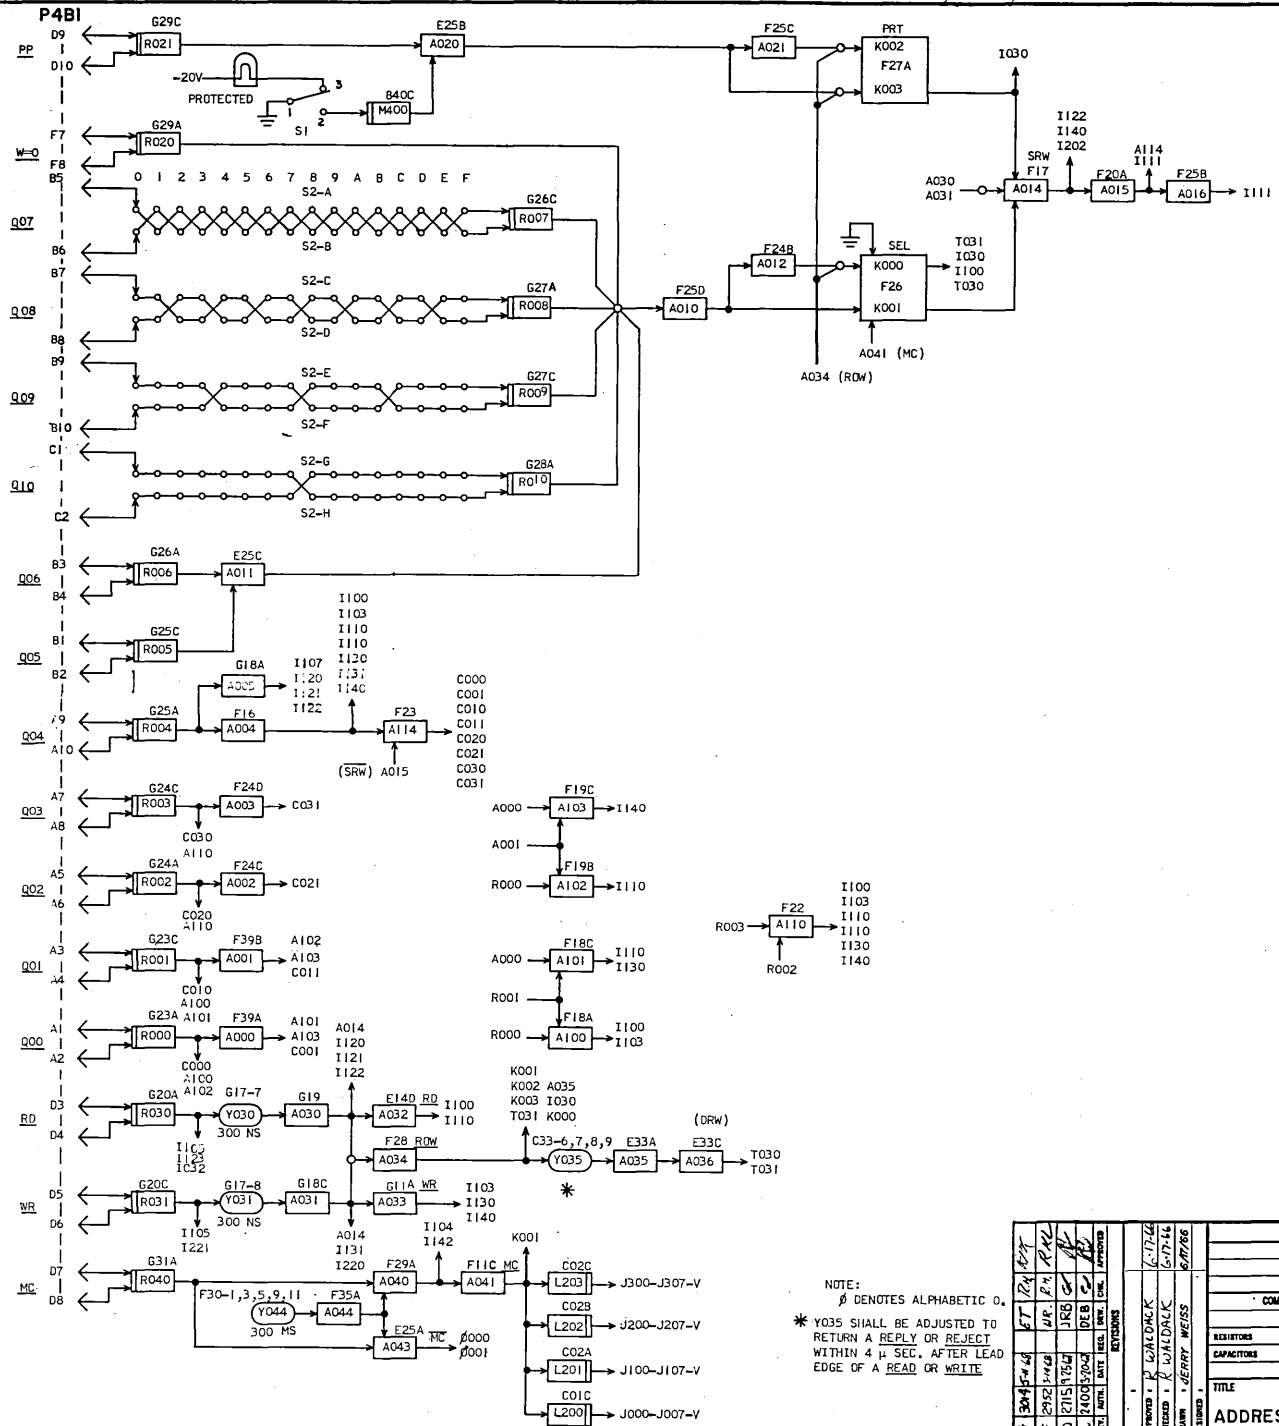 P4B1
PP
D9
D10
G29C
R021
E25B
A020
F25C
A021
PRT
K002
F27A
K003
I030
-20V
PROTECTED
3
1
2
S1
B40C
M400
W=0
F7
F8
G29A
R020
I122
I140
I202
A114
I111
SRW
F17
A014
A030
A031
F20A
A015
F25B
A016
I111
B5
0 1 2 3 4 5 6 7 8 9 A B C D E F
S2-A
Q07
G26C
R007
S2-B
B6
B7
S2-C
Q08
G27A
R008
S2-D
B8
F25D
A010
F24B
A012
SEL
K000
F26
K001
T031
I030
I100
T030
A041 (MC)
A034 (ROW)
B9
S2-E
Q09
G27C
R009
S2-F
B10
C1
S2-G
Q10
G28A
R010
S2-H
C2
Q06
B3
B4
G26A
R006
E25C
A011
Q05
B1
B2
G25C
R005
G18A
A005
I107
I120
I121
I122
I100
I103
I110
I110
I130
I131
I140
Q04
A9
A10
G25A
R004
F16
A004
F23
A114
(SRW) A015
C000
C001
C010
C011
C020
C021
C030
C031
Q03
A7
A8
G24C
R003
F24D
A003
C031
C030
A110
A000
F19C
A103
I140
A001
Q02
A5
A6
G24A
R002
F24C
A002
C021
C020
A110
R000
F19B
A102
I110
R003
F22
A110
R002
I100
I103
I110
I110
I130
I140
Q01
A3
A4
G23C
R001
F39B
A001
A102
A103
C011
C010
A100
A101
A000
F18C
A101
I110
I130
R001
Q00
A1
A2
G23A
R000
F39A
A000
A101
A103
C001
C000
A100
A102
R000
F18A
A100
I100
I103
A014
I120
I121
I122
RD
D3
D4
G20A
R030
G17-7
Y030
300 NS
G19
A030
E14D RD
A032
I100
I110
I123
K001
K002 A035
K003 I030
T031 K000
F28 ROW
A034
C33-6,7,8,9
Y035
*
E33A
A035
(DRW)
E33C
A036
T030
T031
WR
D5
D6
G20C
R031
G17-8
Y031
300 NS
G18C
A031
G11A WR
A033
I103
I130
I140
I105
I221
A014
I131
I220
MC
D7
D8
G31A
R040
F30-1,3,5,9,11
Y044
300 MS
F35A
A044
F29A
A040
I104
I142
F11C MC
A041
K001
E25A MC
A043
Ø000
Ø001
C02C
L203
J300-J307-V
C02B
L202
J200-J207-V
C02A
L201
J100-J107-V
C01C
L200
J000-J007-V
NOTE:
Ø DENOTES ALPHABETIC O.
* Y035 SHALL BE ADJUSTED TO
RETURN A REPLY OR REJECT
WITHIN 4 μ SEC. AFTER LEAD
EDGE OF A READ OR WRITE
REVISIONS
AUTH. DATE REQ. DRW. CHK. APPROVED
R WALDACK 6-17-66
R. WALDACK 6-17-66
JERRY WEISS 6/17/66
COM
RESISTORS
CAPACITORS
TITLE
ADDRES